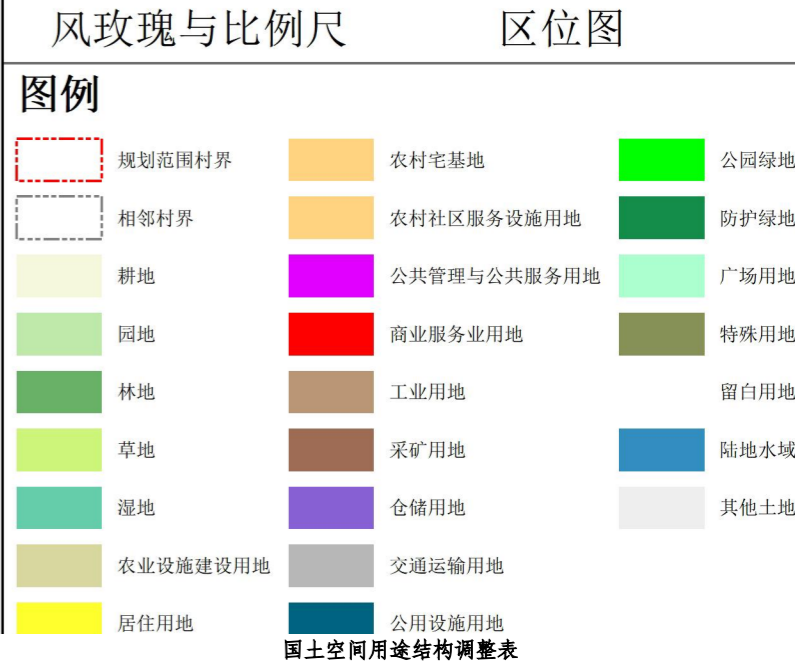 风玫瑰与比例尺 区位图
图例
规划范围村界 农村宅基地 公园绿地
相邻村界 农村社区服务设施用地 防护绿地
耕地 公共管理与公共服务用地 广场用地
园地 商业服务业用地 特殊用地
林地 工业用地 留白用地
草地 采矿用地 陆地水域
湿地 仓储用地 其他土地
农业设施建设用地 交通运输用地
居住用地 公用设施用地
国土空间用途结构调整表